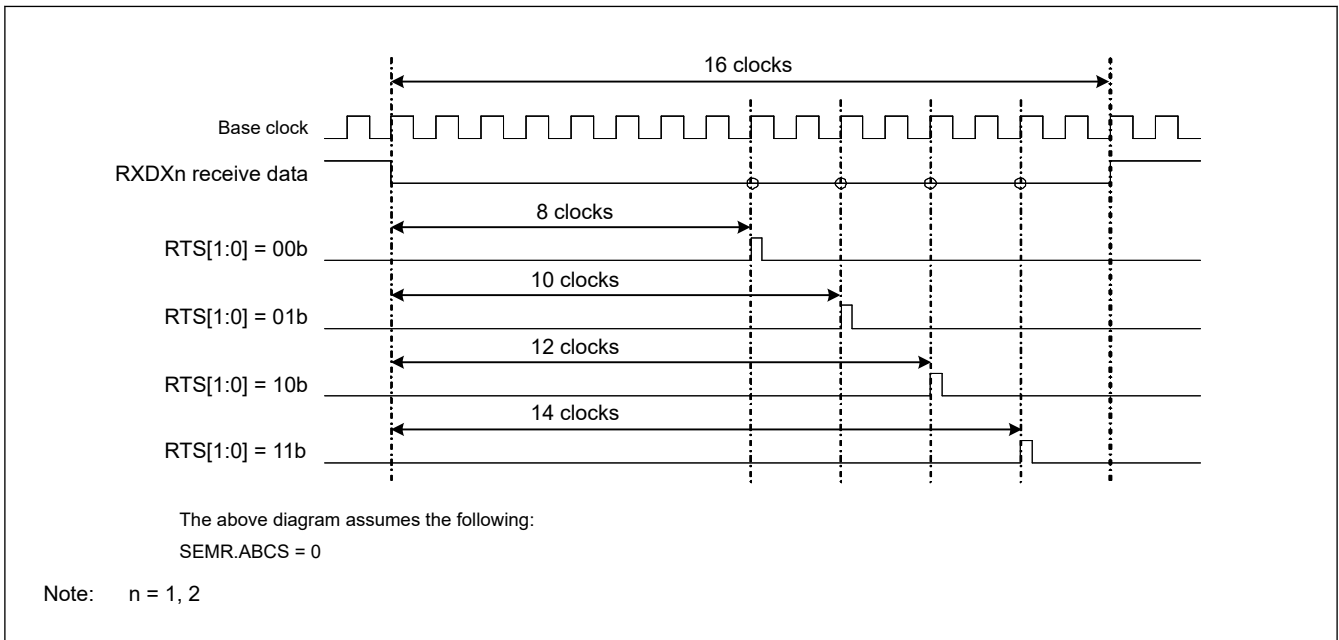 16 clocks
Base clock
RXDXn receive data
8 clocks
RTS[1:0] = 00b
10 clocks
RTS[1:0] = 01b
12 clocks
RTS[1:0] = 10b
14 clocks
RTS[1:0] = 11b
The above diagram assumes the following:
SEMR.ABCS = 0
Note: n = 1, 2